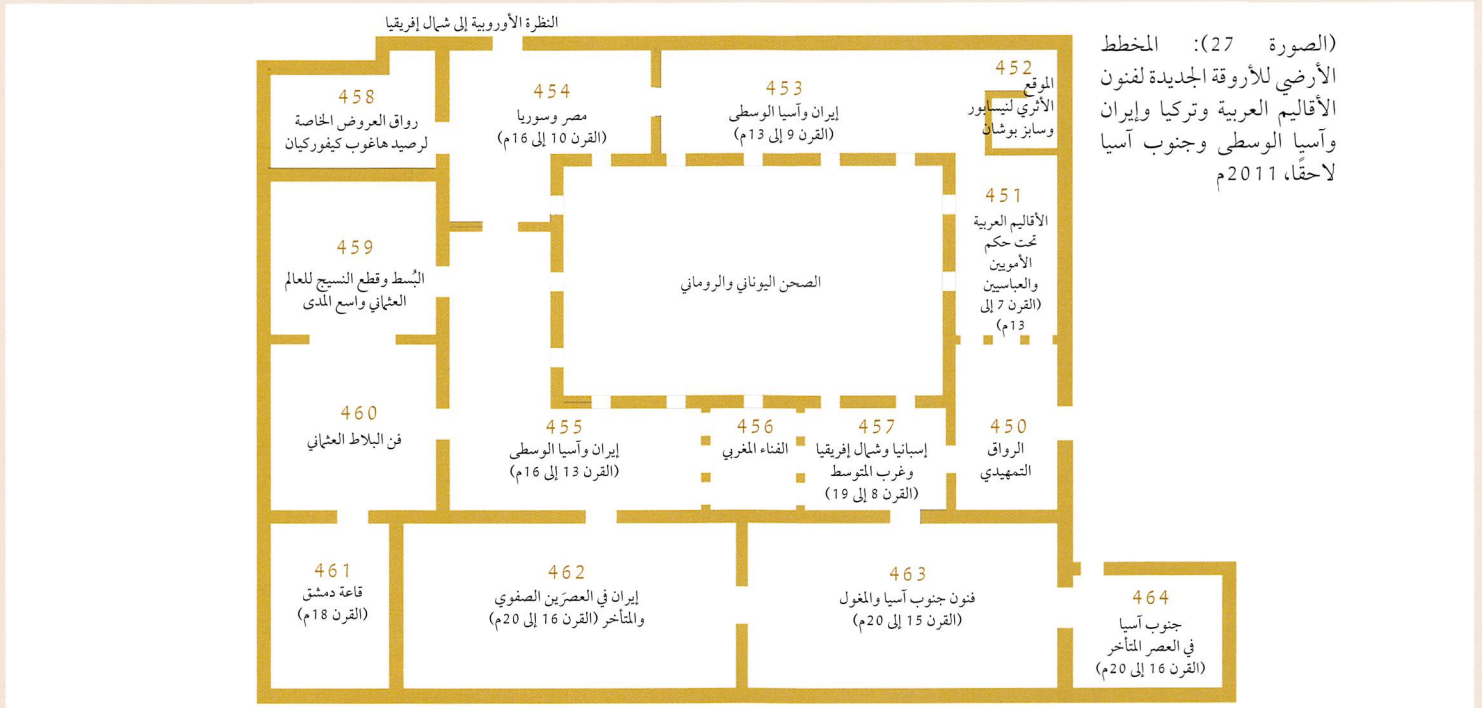 النظرة الأوروبية إلى شمال إفريقيا
(الصورة 27): المخطط
الأرضي للأروقة الجديدة لفنون
الأقاليم العربية وتركيا وإيران
وآسيا الوسطى وجنوب آسيا
لاحقًا، 2011م
452
الموقع
الأثري لنيسابور
وسابز بوشان
453
إيران وآسيا الوسطى
(القرن 9 إلى 13م)
454
مصر وسوريا
(القرن 10 إلى 16م)
458
رواق العروض الخاصة
لرصيد هاغوب كيفوركيان
451
الأقاليم العربية
تحت حكم
الأمويين
والعباسيين
(القرن 7 إلى
13م)
الصحن اليوناني والروماني
459
البُسط وقطع النسيج للعالم
العثماني واسع المدى
450
الرواق
التمهيدي
457
إسبانيا وشمال إفريقيا
وغرب المتوسط
(القرن 8 إلى 19)
456
الفناء المغربي
455
إيران وآسيا الوسطى
(القرن 13 إلى 16م)
460
فن البلاط العثماني
464
جنوب آسيا
في العصر المتأخر
(القرن 16 إلى 20م)
463
فنون جنوب آسيا والمغول
(القرن 15 إلى 20م)
462
إيران في العصرَين الصفوي
والمتأخر (القرن 16 إلى 20م)
461
قاعة دمشق
(القرن 18م)